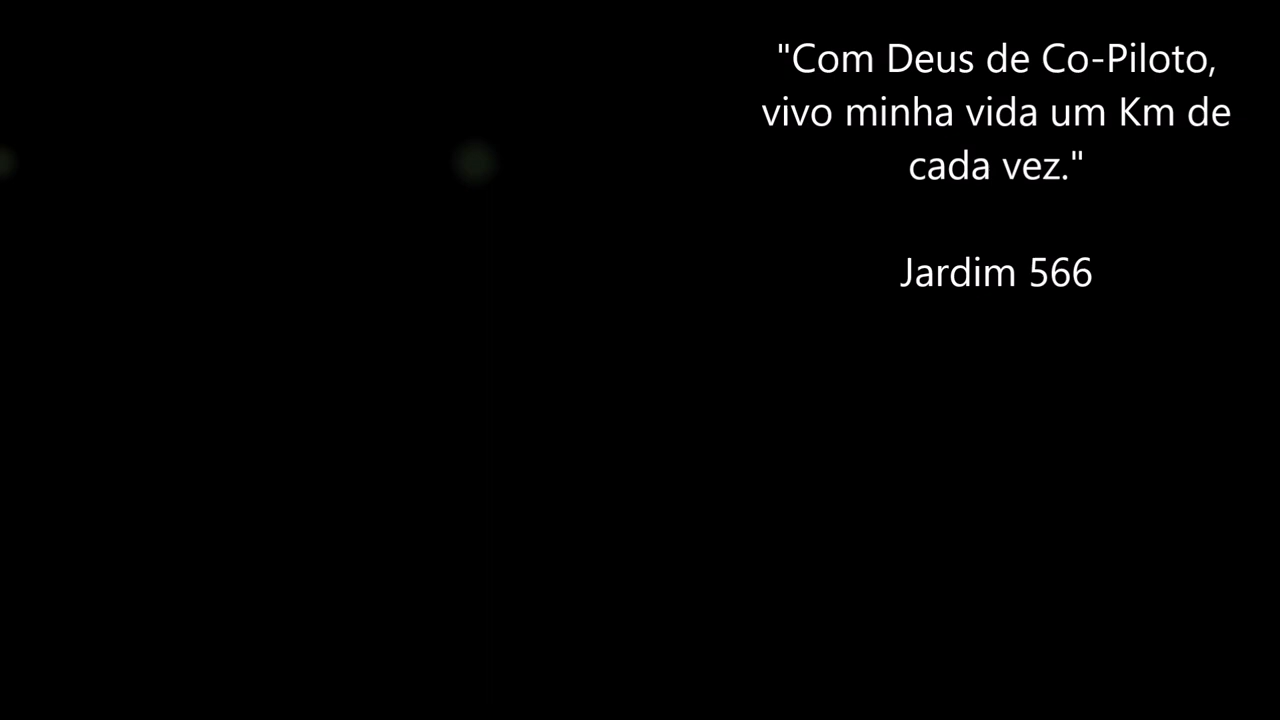 "Com Deus de Co-Piloto,
vivo minha vida um Km de
cada vez."
Jardim 566